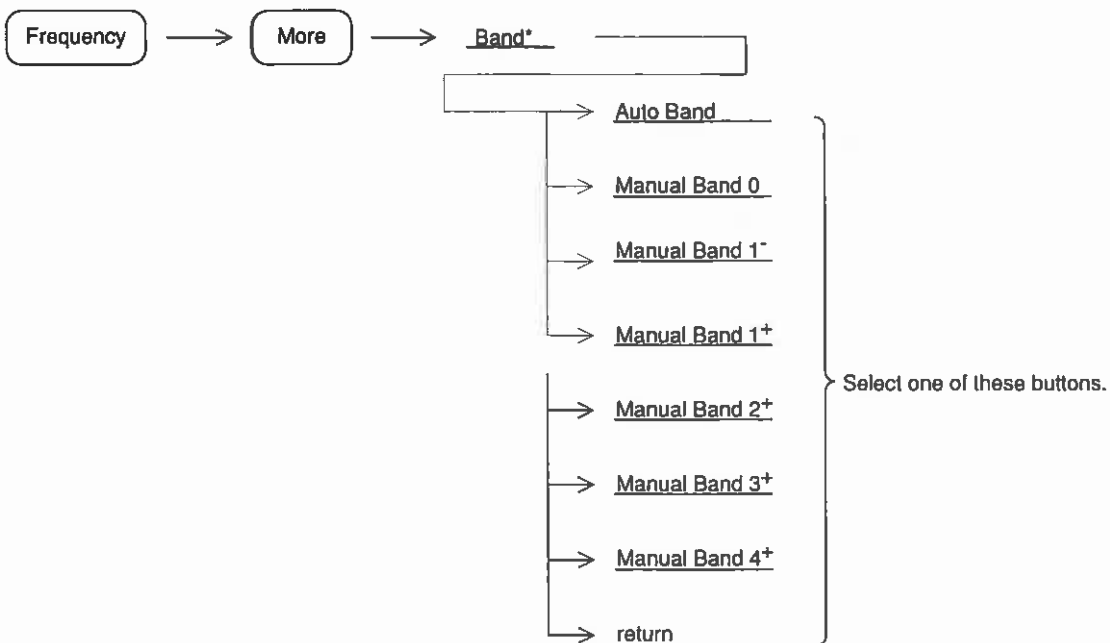 Frequency More Band*
Auto Band
Manual Band 0
Manual Band 1⁻
Manual Band 1⁺
Manual Band 2⁺
Select one of these buttons.
Manual Band 3⁺
Manual Band 4⁺
return